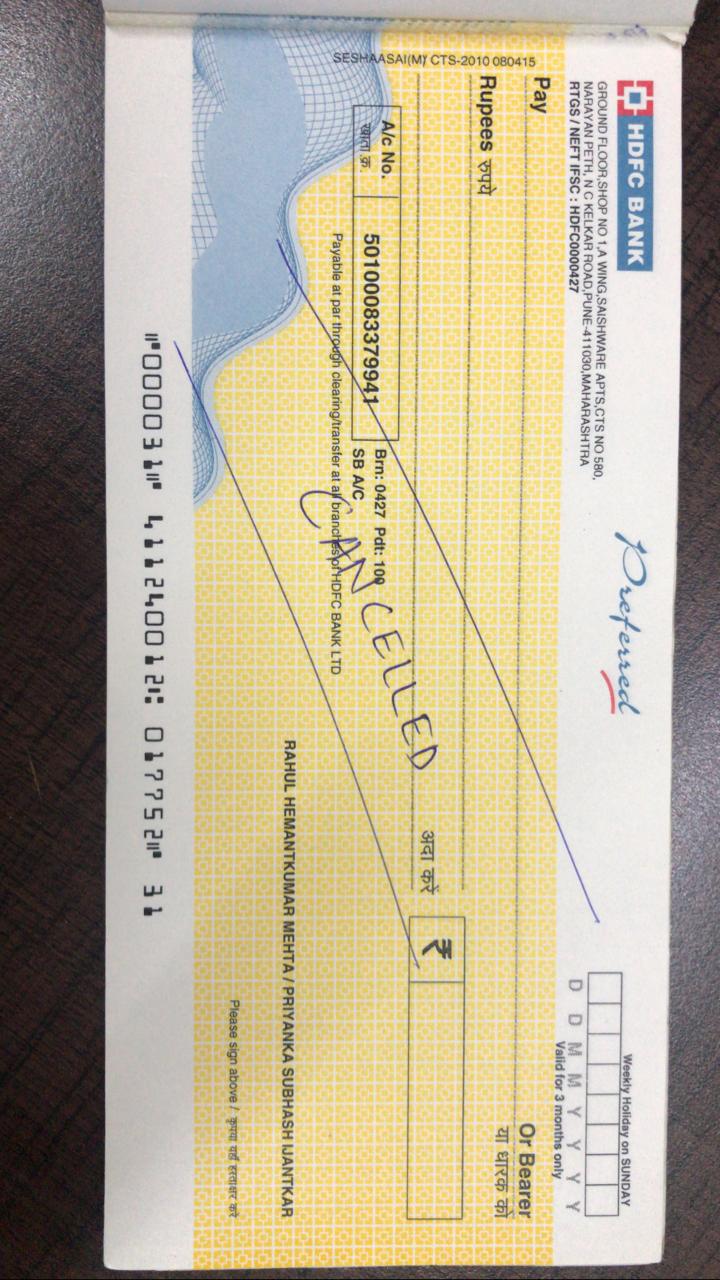 HDFC BANK
GROUND FLOOR,SHOP NO 1,A WING,SAISHWARE APTS,CTS NO 580,
NARAYAN PETH, N C KELKAR ROAD,PUNE-411030,MAHARASHTRA
RTGS / NEFT IFSC : HDFC0000427
Preferred
Weekly Holiday on SUNDAY
D D M M Y Y Y Y
Valid for 3 months only
Pay
Or Bearer
या धारक को
Rupees रुपये
अदा करें
₹
A/c No.
खाता क्र.
50100083379941
Brn: 0427 Pdt: 100
SB A/C
CANCELLED
Payable at par through clearing/transfer at all branches of HDFC BANK LTD
SESHAASAI(M) CTS-2010 080415
RAHUL HEMANTKUMAR MEHTA / PRIYANKA SUBHASH IJANTKAR
Please sign above / कृपया यहाँ हस्ताक्षर करें
⑈000031⑈ 411240012⑆ 017752⑈ 31